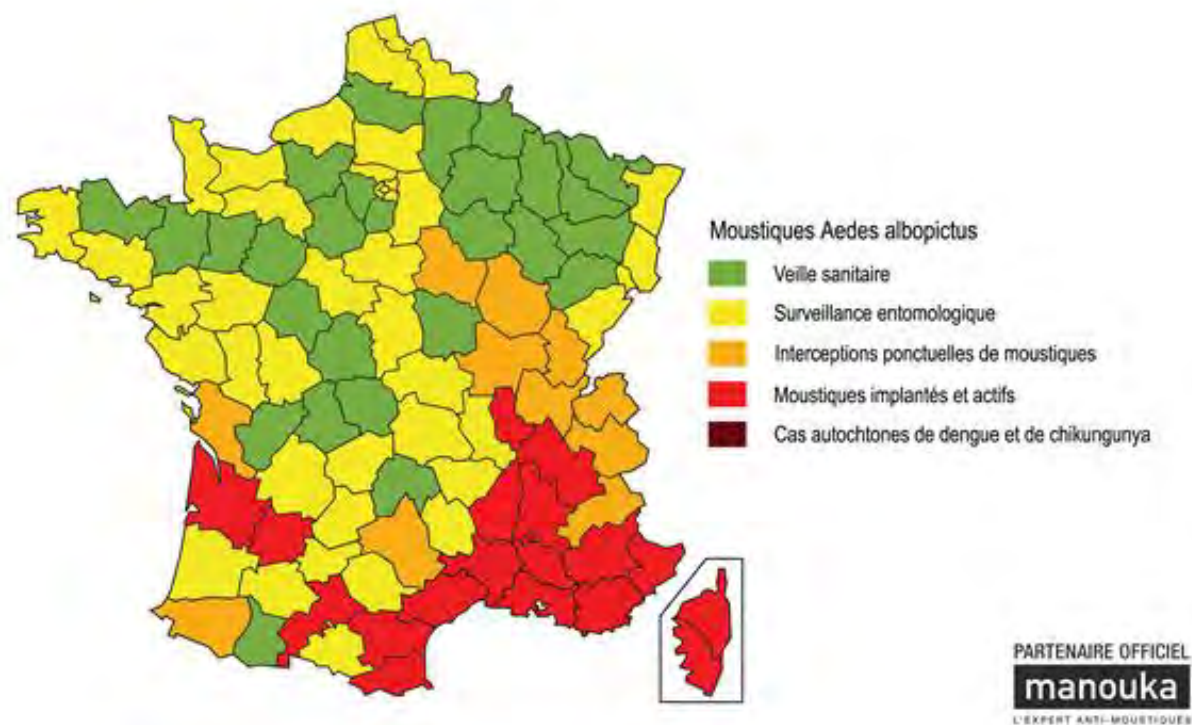 Moustiques Aedes albopictus
Veille sanitaire
Surveillance entomologique
Interceptions ponctuelles de moustiques
Moustiques implantés et actifs
Cas autochtones de dengue et de chikungunya
PARTENAIRE OFFICIEL
manouka
L'EXPERT ANTI-MOUSTIQUES